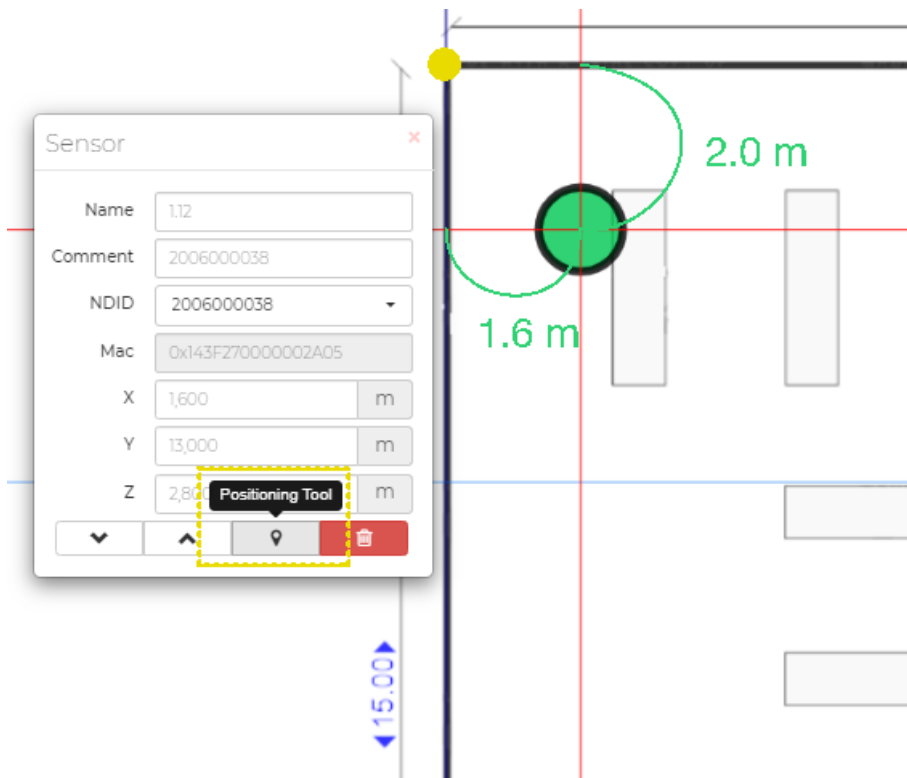 Sensor ×
Name 1.12
Comment 2006000038
NDID 2006000038
Mac 0x143F270000002A05
X 1,600 m
Y 13,000 m
Z 2,800 m
Positioning Tool
2.0 m
1.6 m
15.00